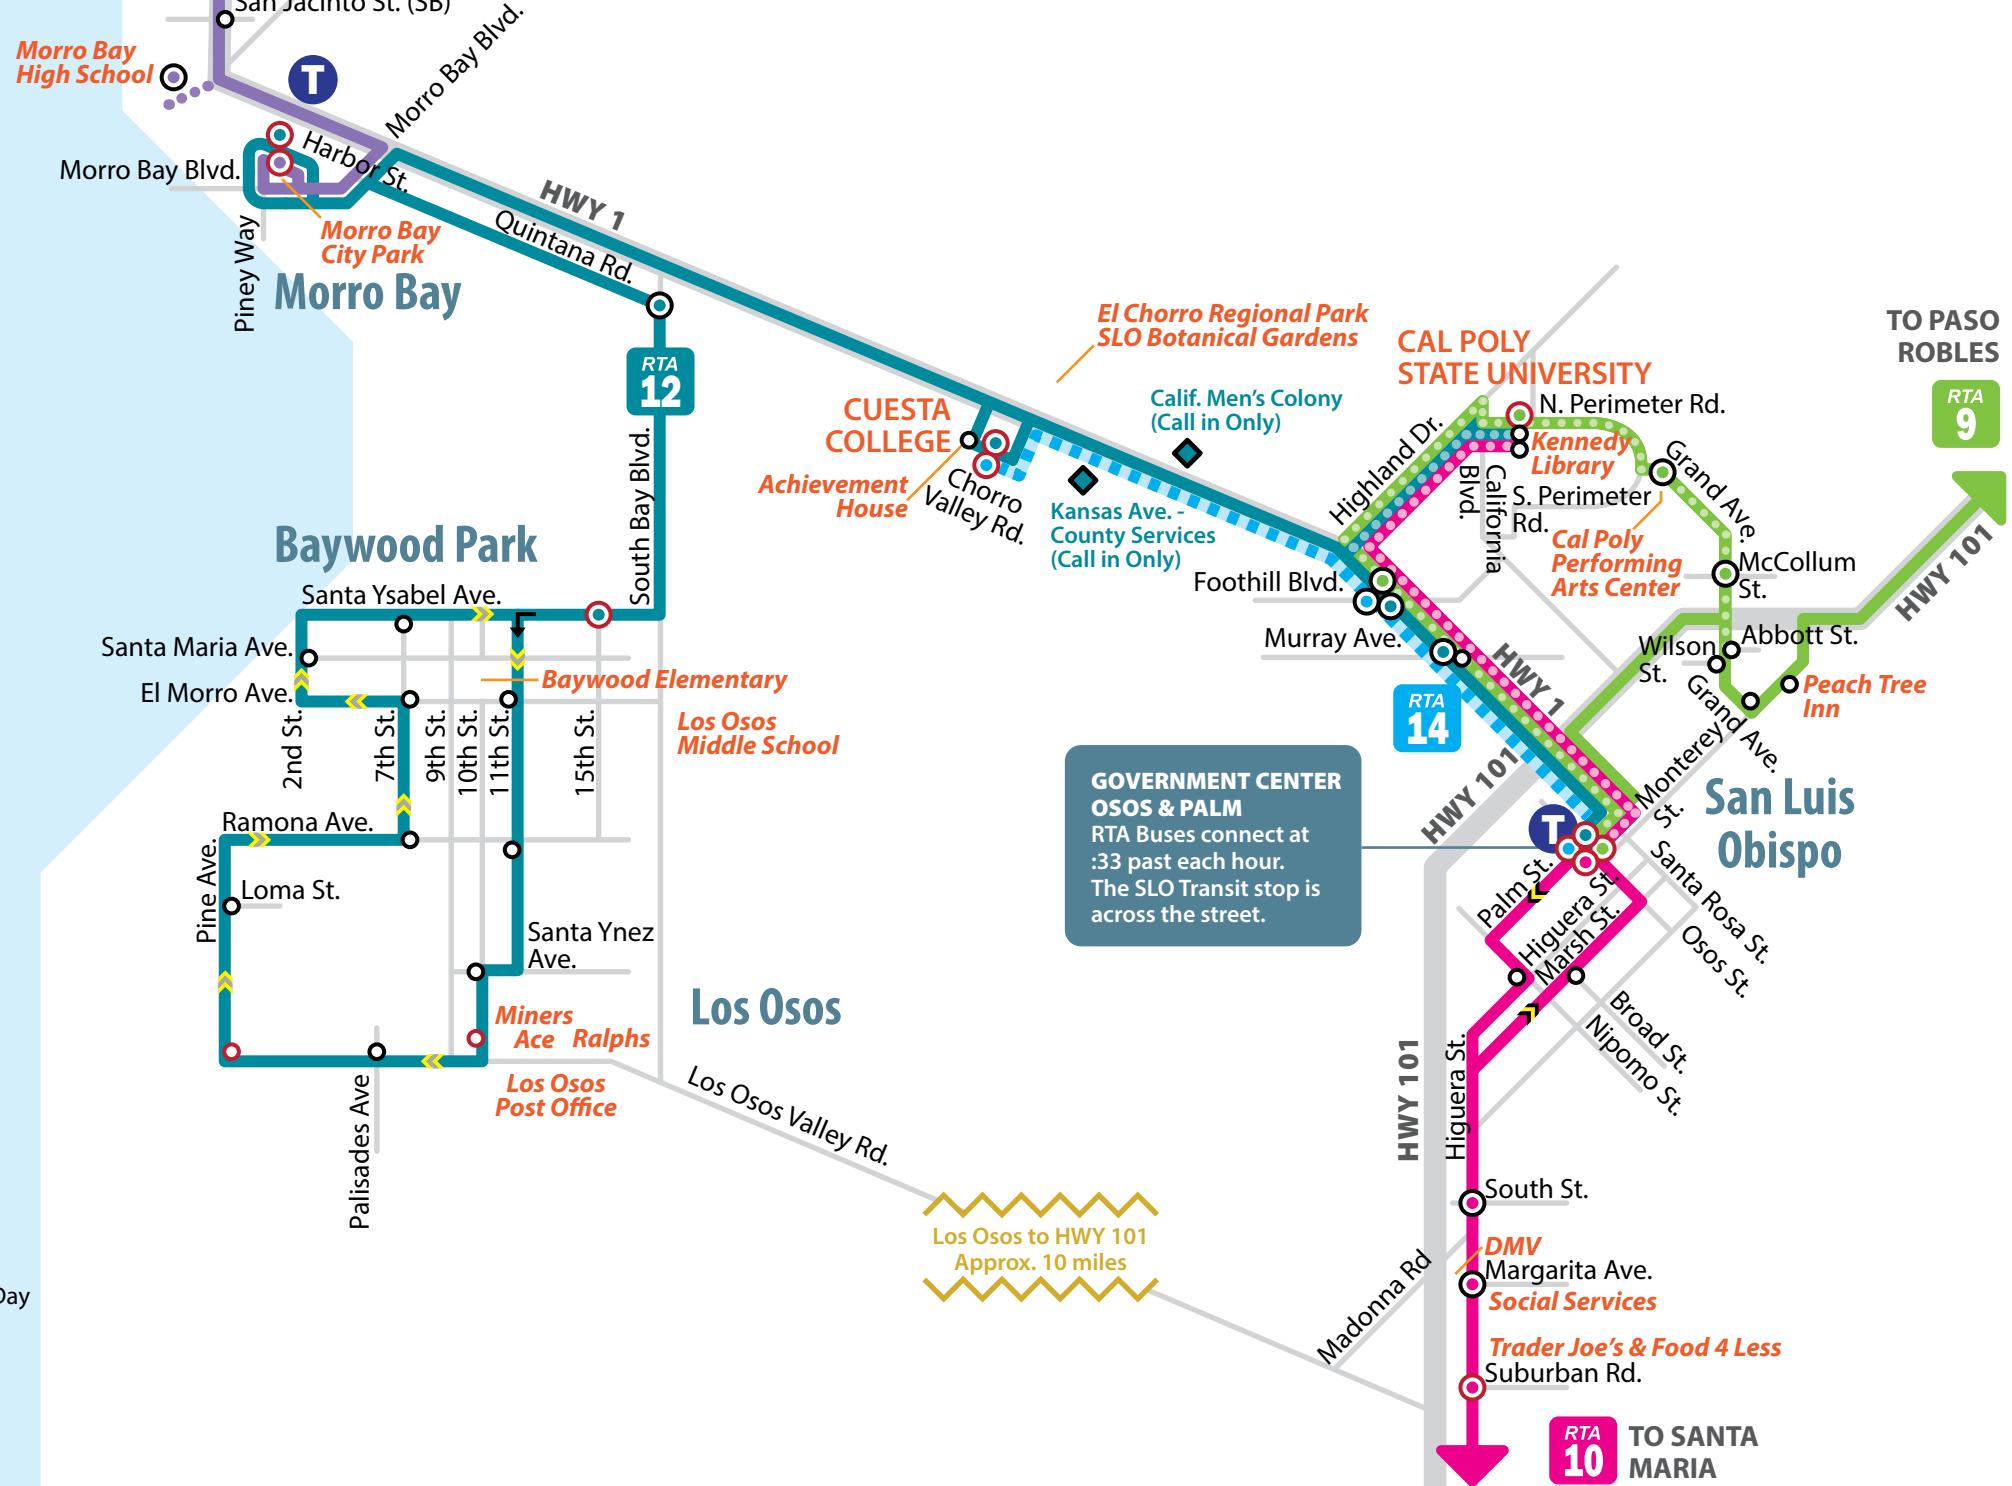 San Jacinto St. (SB)
Morro Bay
High School
T
Morro Bay Blvd.
Harbor St.
Morro Bay Blvd.
Piney Way
Morro Bay
City Park
Morro Bay
HWY 1
Quintana Rd.
RTA
12
South Bay Blvd.
El Chorro Regional Park
SLO Botanical Gardens
CUESTA
COLLEGE
Achievement
House
Chorro
Valley Rd.
Calif. Men's Colony
(Call in Only)
Kansas Ave. -
County Services
(Call in Only)
CAL POLY
STATE UNIVERSITY
N. Perimeter Rd.
Kennedy
Library
Highland Dr.
California
Blvd.
S. Perimeter
Rd.
Grand Ave.
Cal Poly
Performing
Arts Center
McCollum
St.
TO PASO
ROBLES
RTA
9
HWY 101
Foothill Blvd.
Murray Ave.
HWY 1
Wilson
St.
Abbott St.
Grand Ave.
Peach Tree
Inn
RTA
14
HWY 101
Monterey
St.
San Luis
Obispo
Baywood Park
Santa Ysabel Ave.
Santa Maria Ave.
El Morro Ave.
Baywood Elementary
Los Osos
Middle School
2nd St.
7th St.
9th St.
10th St.
11th St.
15th St.
Ramona Ave.
Pine Ave.
Loma St.
Santa Ynez
Ave.
Miners
Ace
Ralphs
Los Osos
Los Osos
Post Office
Palisades Ave
Los Osos Valley Rd.
GOVERNMENT CENTER
OSOS & PALM
RTA Buses connect at
:33 past each hour.
The SLO Transit stop is
across the street.
T
Palm St.
Higuera St.
Marsh St.
Santa Rosa St.
Osos St.
Broad St.
Nipomo St.
HWY 101
Higuera St.
Los Osos to HWY 101
Approx. 10 miles
South St.
DMV
Margarita Ave.
Social Services
Madonna Rd
Trader Joe's & Food 4 Less
Suburban Rd.
RTA
10
TO SANTA
MARIA
Day